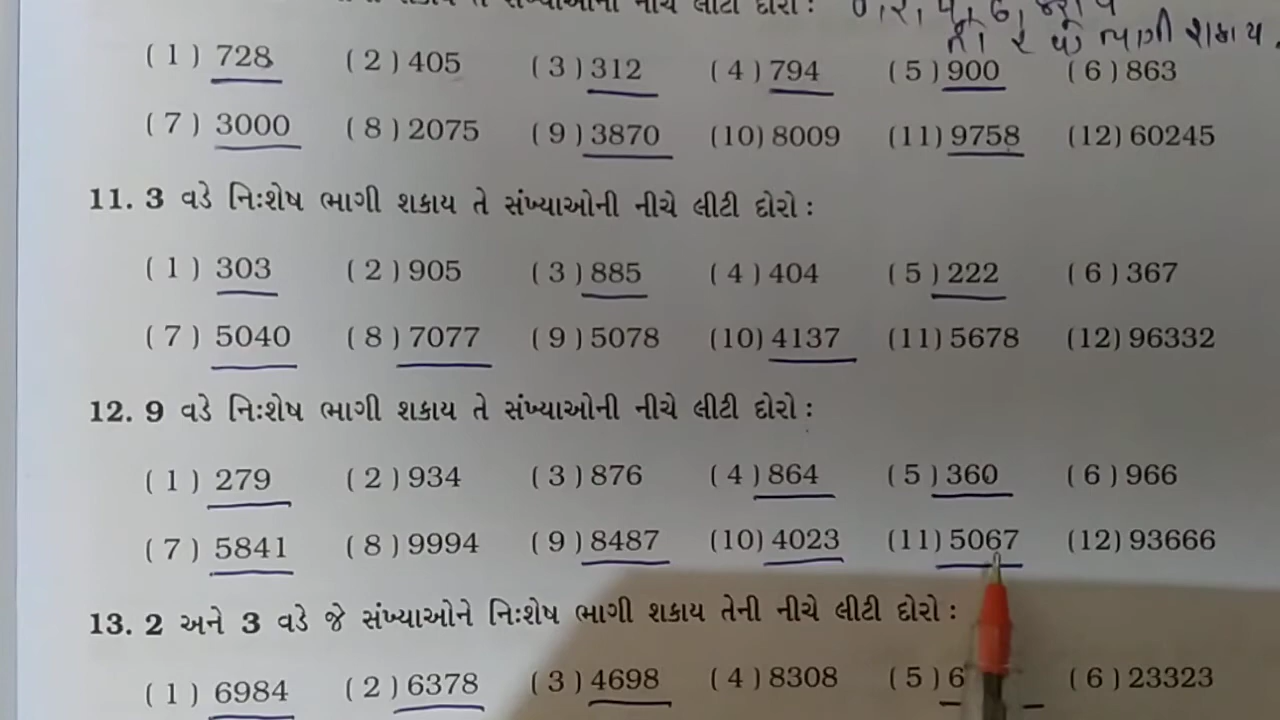 શકાય તે સંખ્યાઓની નીચે લીટી દોરો :
( 1 ) 728 ( 2 ) 405 ( 3 ) 312 ( 4 ) 794 ( 5 ) 900 ( 6 ) 863
( 7 ) 3000 ( 8 ) 2075 ( 9 ) 3870 (10) 8009 (11) 9758 (12) 60245
11. 3 વડે નિઃશેષ ભાગી શકાય તે સંખ્યાઓની નીચે લીટી દોરો :
( 1 ) 303 ( 2 ) 905 ( 3 ) 885 ( 4 ) 404 ( 5 ) 222 ( 6 ) 367
( 7 ) 5040 ( 8 ) 7077 ( 9 ) 5078 (10) 4137 (11) 5678 (12) 96332
12. 9 વડે નિઃશેષ ભાગી શકાય તે સંખ્યાઓની નીચે લીટી દોરો :
( 1 ) 279 ( 2 ) 934 ( 3 ) 876 ( 4 ) 864 ( 5 ) 360 ( 6 ) 966
( 7 ) 5841 ( 8 ) 9994 ( 9 ) 8487 (10) 4023 (11) 5067 (12) 93666
13. 2 અને 3 વડે જે સંખ્યાઓને નિઃશેષ ભાગી શકાય તેની નીચે લીટી દોરો :
( 1 ) 6984 ( 2 ) 6378 ( 3 ) 4698 ( 4 ) 8308 ( 5 ) 6 ( 6 ) 23323